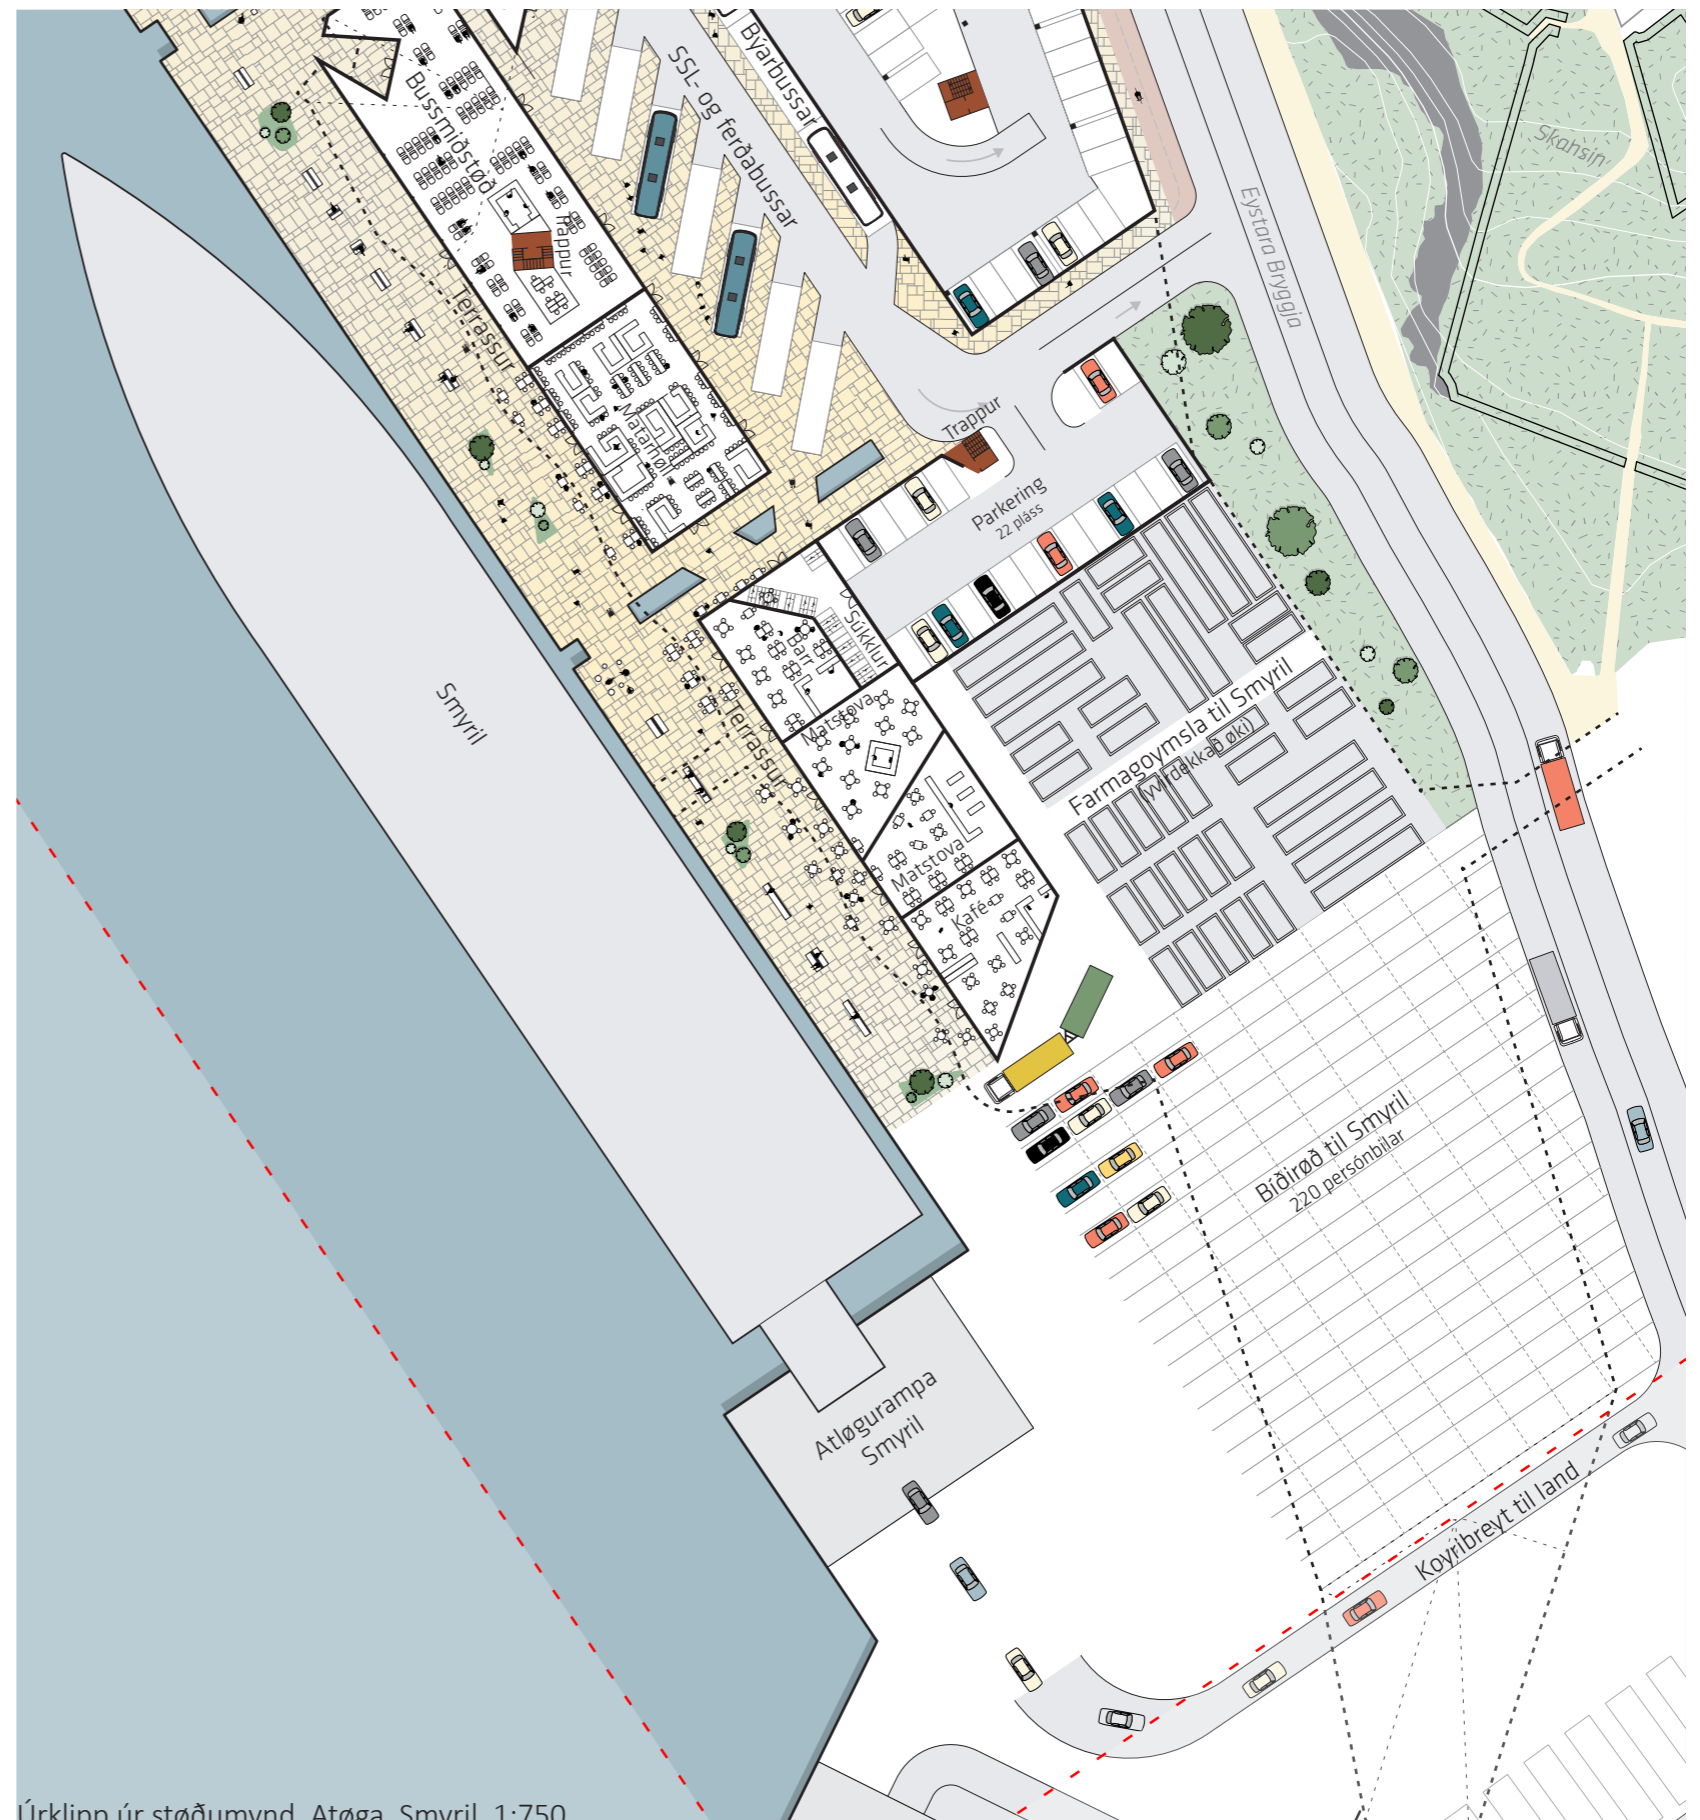 SSL- og ferðabussar
Býarbussar
Bussmiðstøð
Trappur
Terrassur
Matarhøll
Skansin
Eystara Bryggja
Trappur
Parkering
22 pláss
Smyril
Súkklur
Barr
Matstova
Terrassur
Matstova
Kafé
Farmagoymsla til Smyril
(yvirdekkað øki)
Bíðirøð til Smyril
220 persónbilar
Atløgurampa
Smyril
Koyribreyt til land
Úrklipp úr støðumynd, Atøga, Smyril, 1:750